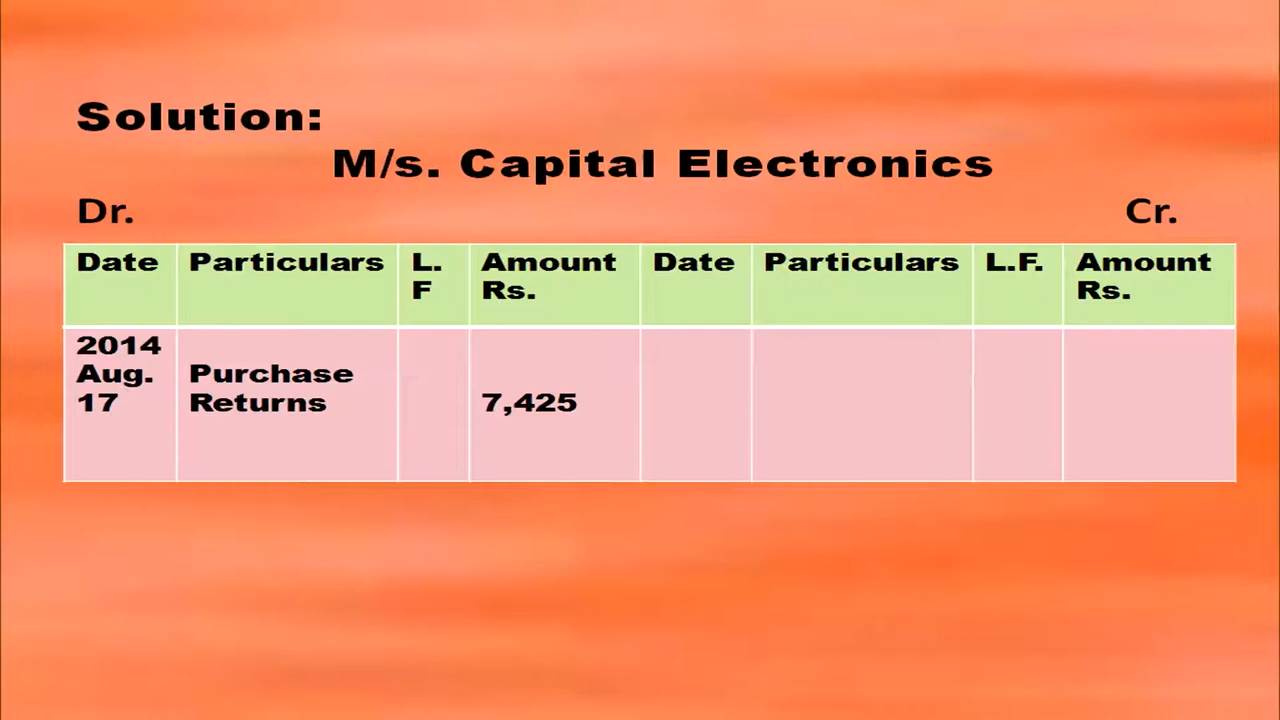 Solution:
M/s. Capital Electronics
Dr. Cr.
Date Particulars L. Amount Date Particulars L.F. Amount
F Rs. Rs.
2014
Aug. Purchase
17 Returns 7,425